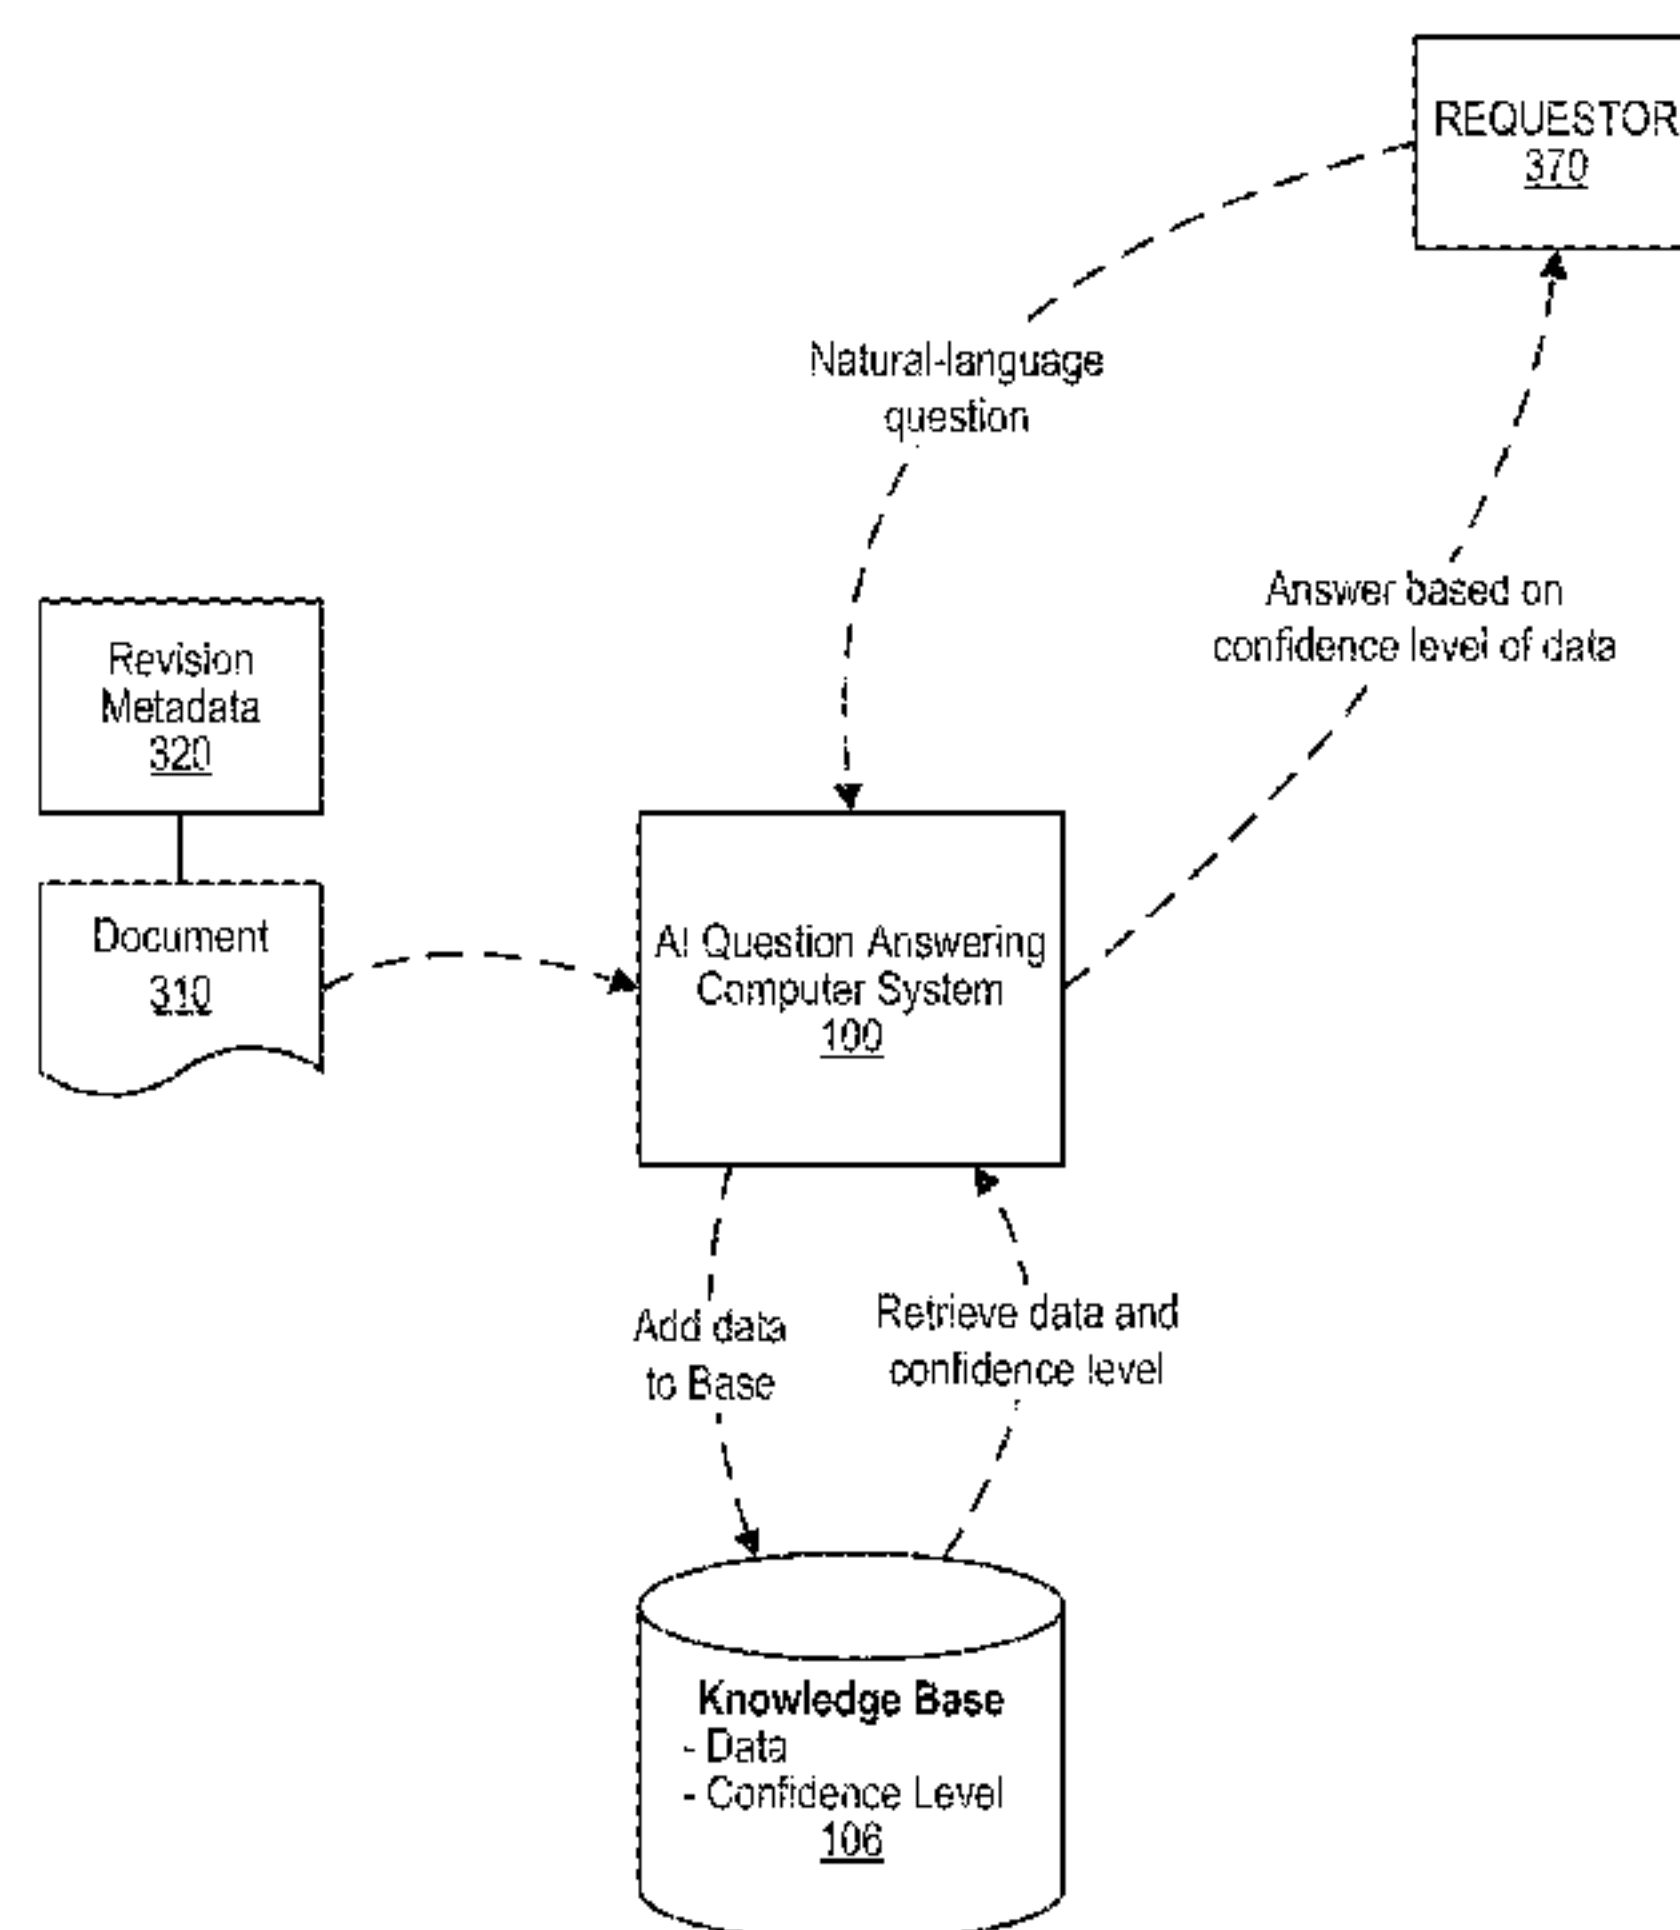 REQUESTOR
370
Natural-language
question
Answer based on
confidence level of data
Revision
Metadata
320
Document
310
AI Question Answering
Computer System
100
Add data
to Base
Retrieve data and
confidence level
Knowledge Base
- Data
- Confidence Level
106